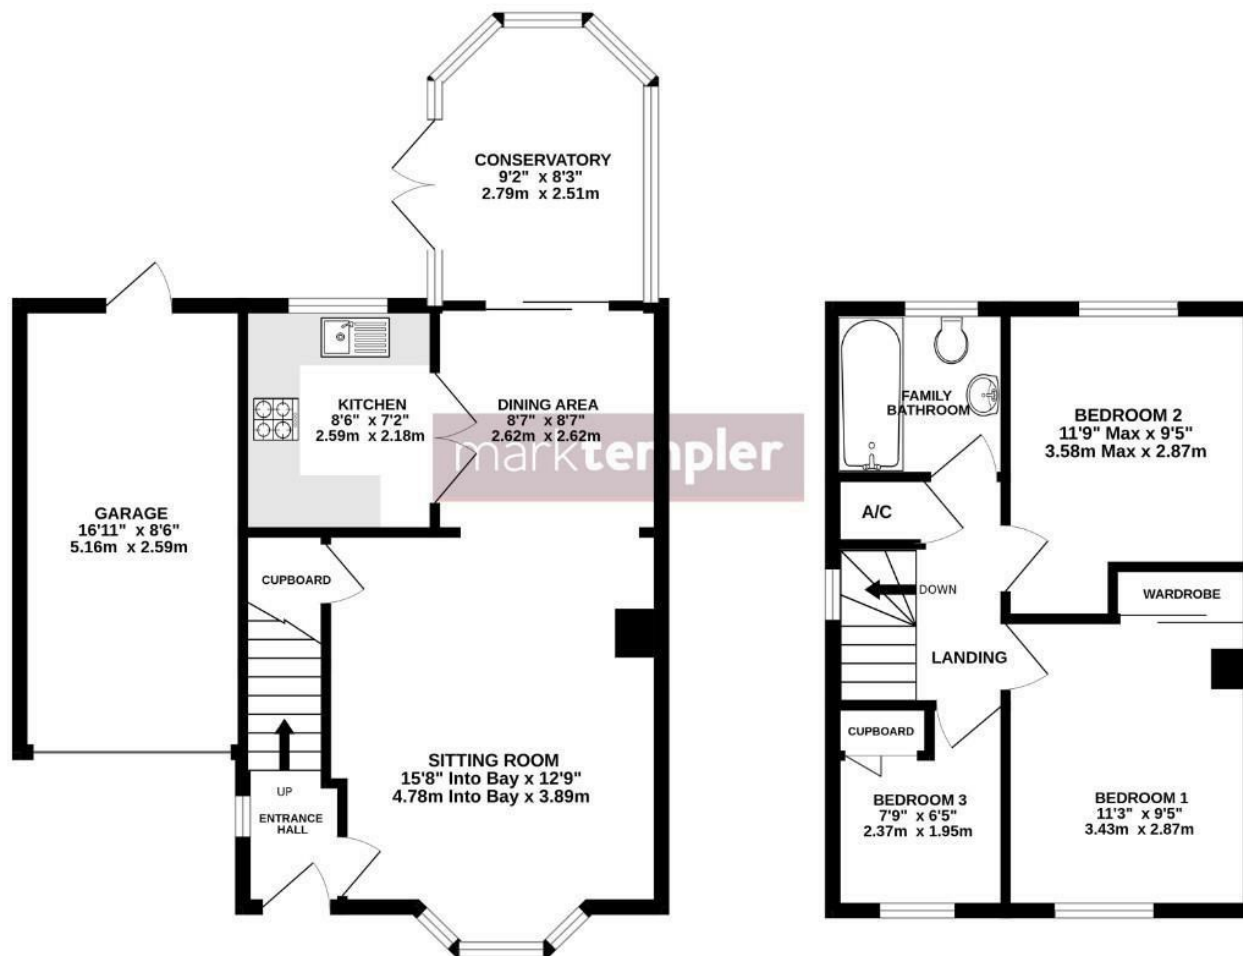 CONSERVATORY
9'2" x 8'3"
2.79m x 2.51m
KITCHEN
8'6" x 7'2"
2.59m x 2.18m
DINING AREA
8'7" x 8'7"
2.62m x 2.62m
marktempler
GARAGE
16'11" x 8'6"
5.16m x 2.59m
CUPBOARD
SITTING ROOM
15'8" Into Bay x 12'9"
4.78m Into Bay x 3.89m
UP
ENTRANCE
HALL
FAMILY
BATHROOM
BEDROOM 2
11'9" Max x 9'5"
3.58m Max x 2.87m
A/C
DOWN
WARDROBE
LANDING
CUPBOARD
BEDROOM 3
7'9" x 6'5"
2.37m x 1.95m
BEDROOM 1
11'3" x 9'5"
3.43m x 2.87m